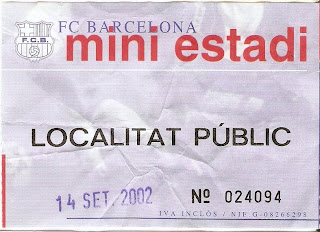 FC BARCELONA
mini estadi
F.C.B.
LOCALITAT PÚBLIC
14 SET. 2002
Nº 024094
IVA INCLÒS / NIF G-08266298